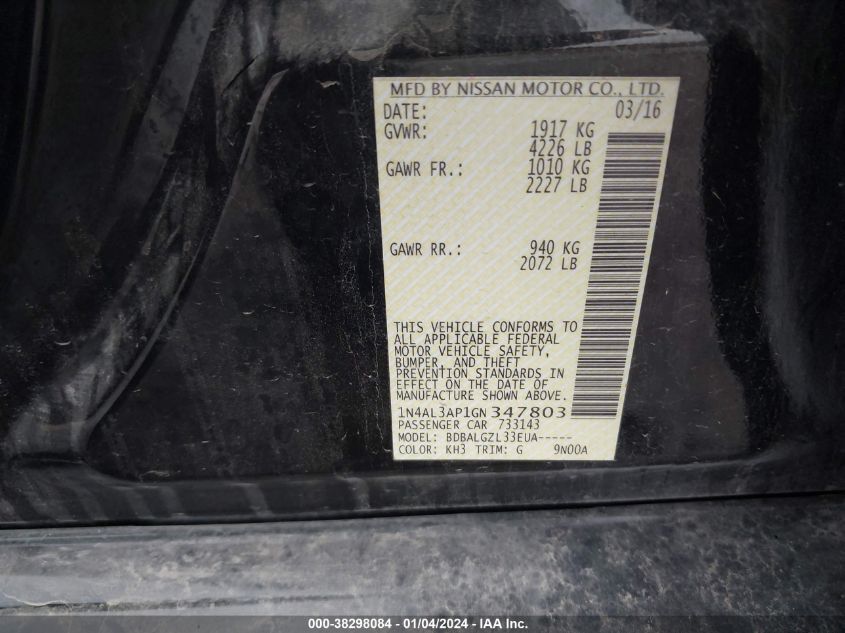 MFD BY NISSAN MOTOR CO., LTD.
DATE: 03/16
GVWR: 1917 KG
4226 LB
GAWR FR.: 1010 KG
2227 LB
GAWR RR.: 940 KG
2072 LB
THIS VEHICLE CONFORMS TO
ALL APPLICABLE FEDERAL
MOTOR VEHICLE SAFETY,
BUMPER, AND THEFT
PREVENTION STANDARDS IN
EFFECT ON THE DATE OF
MANUFACTURE SHOWN ABOVE.
1N4AL3AP1GN347803
PASSENGER CAR 733143
MODEL: BDBALGZL33EUA-----
COLOR: KH3 TRIM: G 9N00A
000-38298084 - 01/04/2024 - IAA Inc.